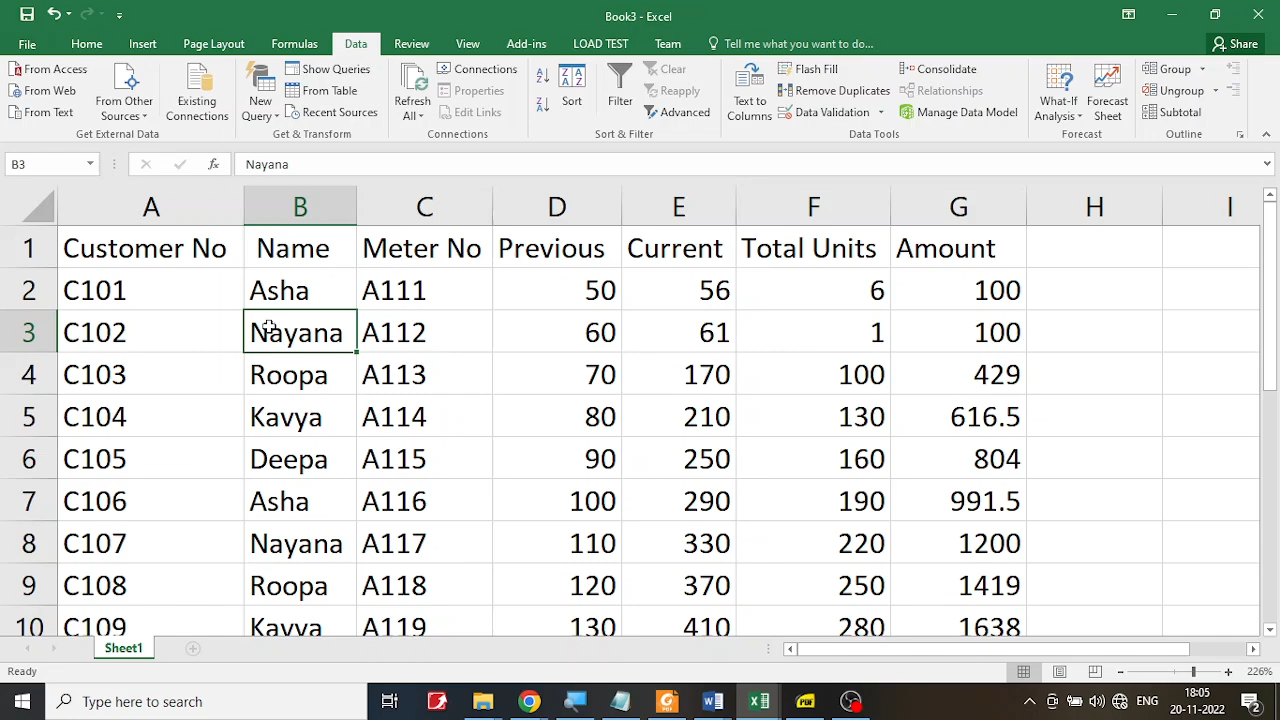 Book3 - Excel
File Home Insert Page Layout Formulas Data Review View Add-ins LOAD TEST Team Tell me what you want to do... Share
From Access
From Web
From Text
From Other Sources
Existing Connections
Get External Data
New Query
Show Queries
From Table
Recent Sources
Get & Transform
Refresh All
Connections
Properties
Edit Links
Connections
A Z
Z A
Sort
Filter
Clear
Reapply
Advanced
Sort & Filter
Text to Columns
Flash Fill
Remove Duplicates
Data Validation
Consolidate
Relationships
Manage Data Model
Data Tools
What-If Analysis
Forecast Sheet
Forecast
Group
Ungroup
Subtotal
Outline
B3 fx Nayana
A B C D E F G H I
1 Customer No Name Meter No Previous Current Total Units Amount
2 C101 Asha A111 50 56 6 100
3 C102 Nayana A112 60 61 1 100
4 C103 Roopa A113 70 170 100 429
5 C104 Kavya A114 80 210 130 616.5
6 C105 Deepa A115 90 250 160 804
7 C106 Asha A116 100 290 190 991.5
8 C107 Nayana A117 110 330 220 1200
9 C108 Roopa A118 120 370 250 1419
10 C109 Kavya A119 130 410 280 1638
Sheet1
Ready 226%
Type here to search
PDF
PDF
ENG
18:05
20-11-2022
2